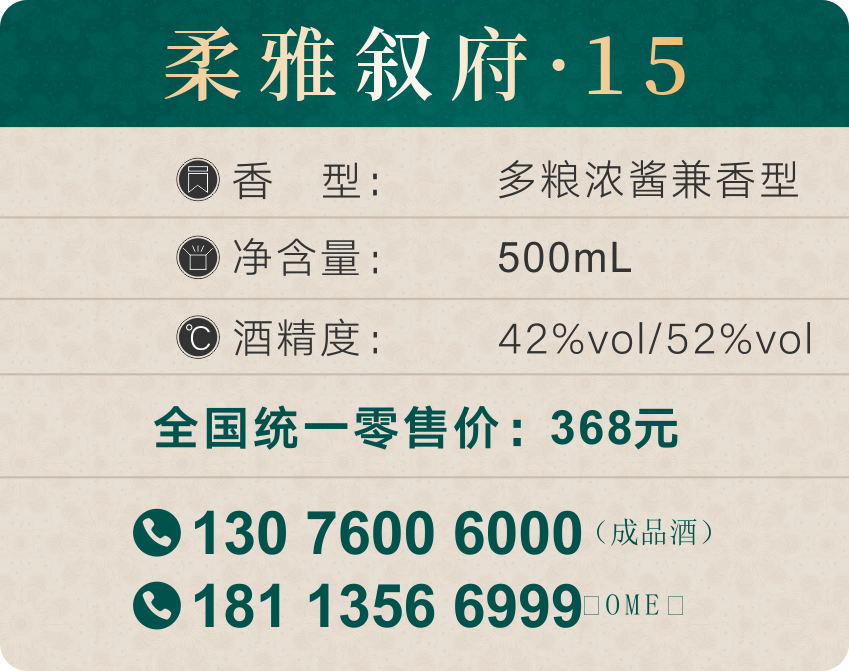 柔雅叙府·15
香 型: 多粮浓酱兼香型
净含量: 500mL
酒精度: 42%vol/52%vol
全国统一零售价:368元
130 7600 6000（成品酒）
181 1356 6999□OME□